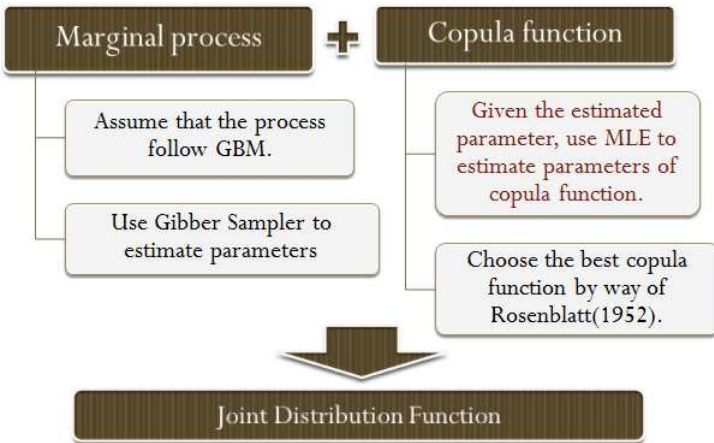 Marginal process
+
Copula function
Assume that the process
follow GBM.
Use Gibber Sampler to
estimate parameters
Given the estimated
parameter, use MLE to
estimate parameters of
copula function.
Choose the best copula
function by way of
Rosenblatt(1952).
Joint Distribution Function